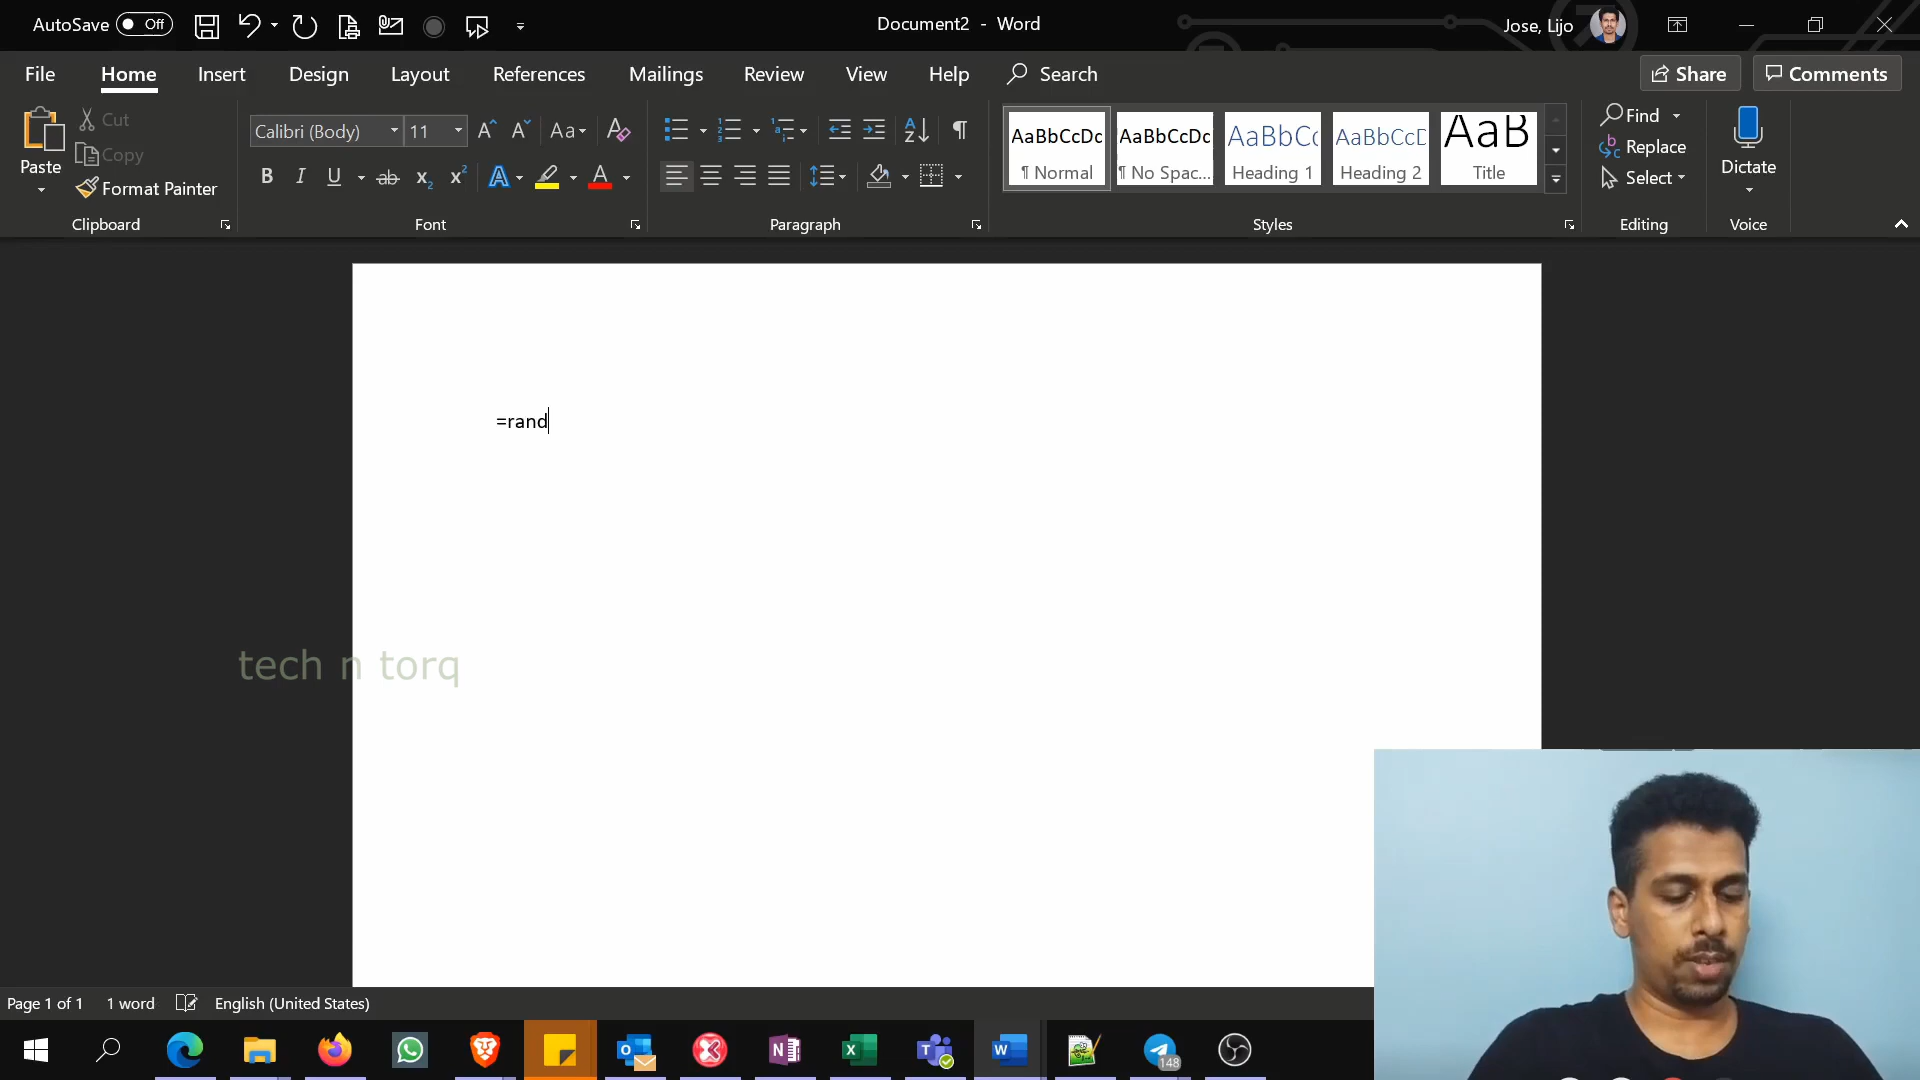 AutoSave Off
Document2 - Word
Jose, Lijo
File Home Insert Design Layout References Mailings Review View Help Search
Share Comments
Paste
Cut
Copy
Format Painter
Clipboard
Calibri (Body) 11
Font
Paragraph
AaBbCcDc AaBbCcDc AaBbCc AaBbCcD AaB
¶ Normal ¶ No Spac... Heading 1 Heading 2 Title
Styles
Find
Replace
Select
Editing
Dictate
Voice
=rand
tech n torq
Page 1 of 1 1 word English (United States)
148